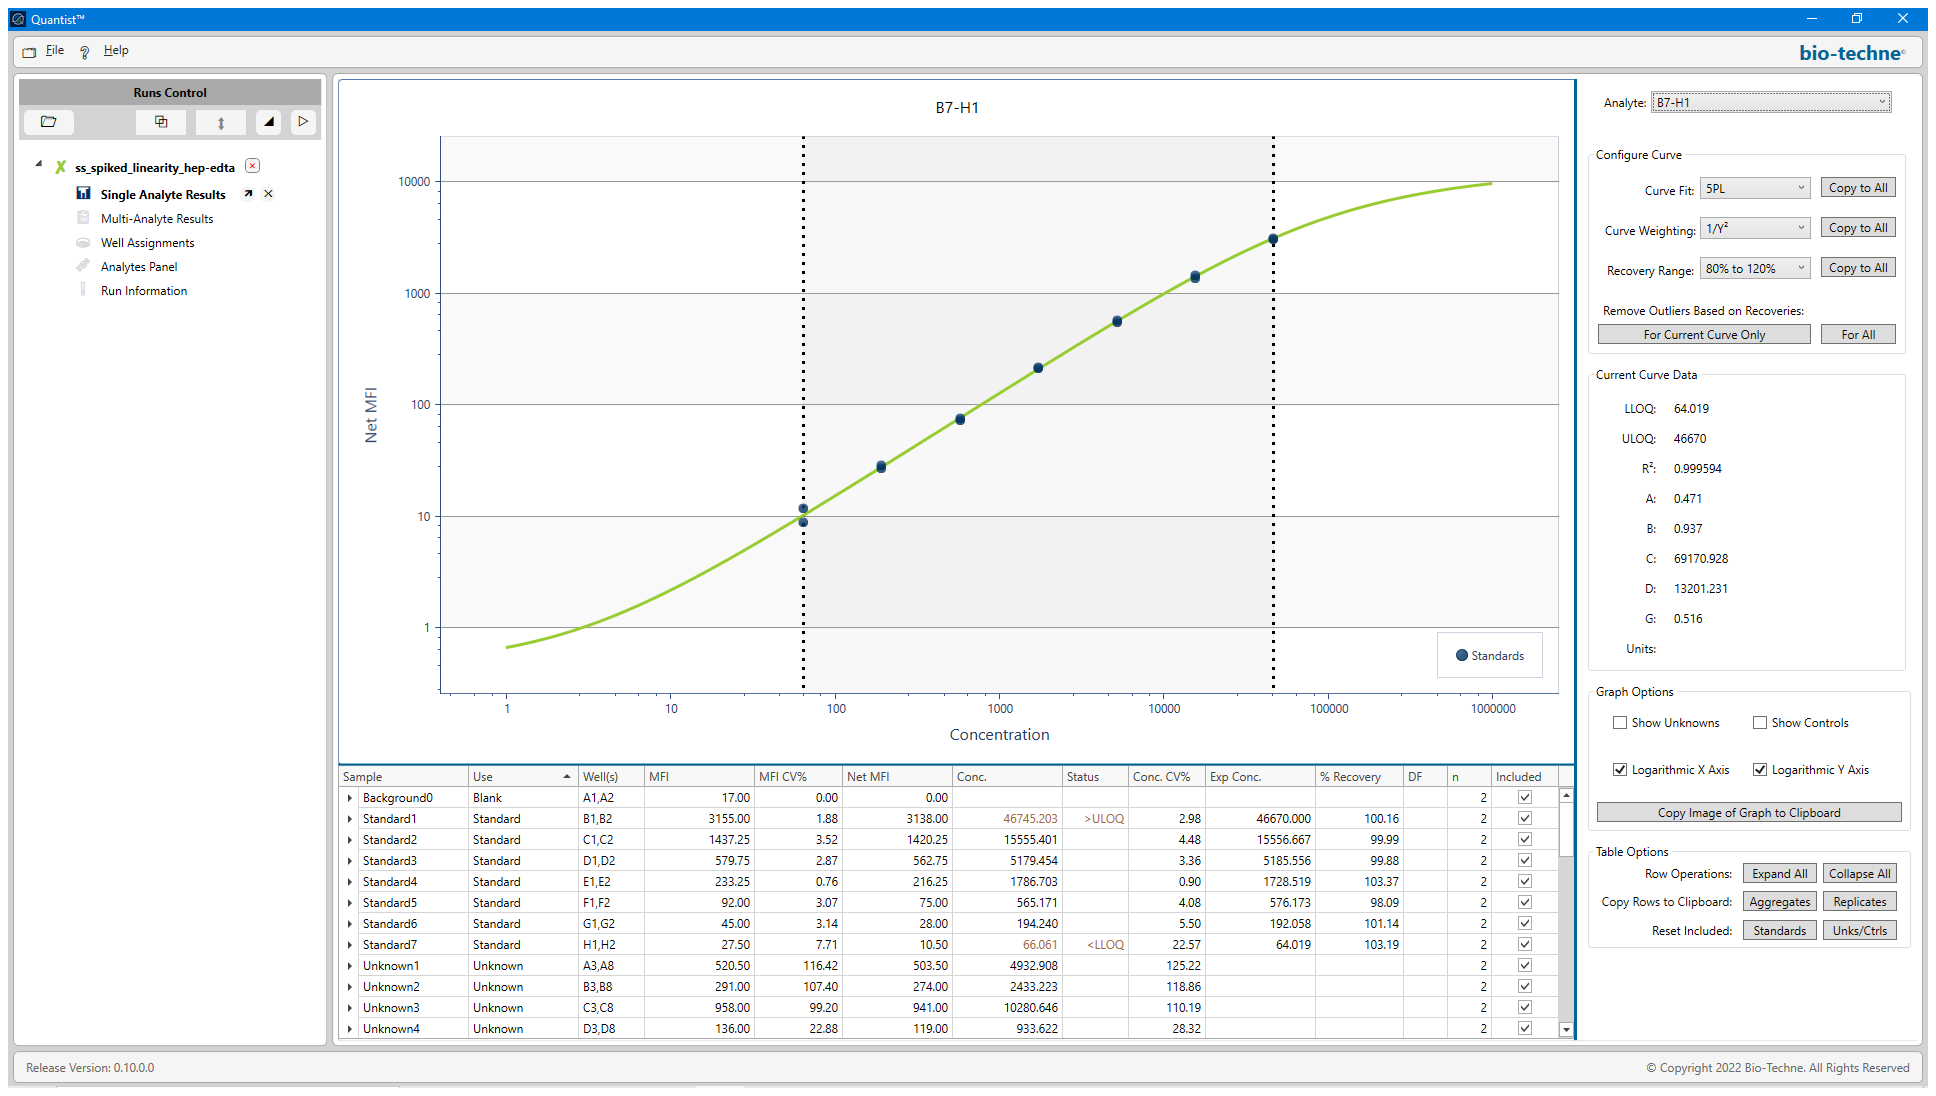 Quantist™
File
Help
bio-techne®
Runs Control
ss_spiked_linearity_hep-edta
Single Analyte Results
Multi-Analyte Results
Well Assignments
Analytes Panel
Run Information
B7-H1
Net MFI
10000
1000
100
10
1
Standards
1 10 100 1000 10000 100000 1000000
Concentration
Analyte: B7-H1
Configure Curve
Curve Fit: 5PL Copy to All
Curve Weighting: 1/Y² Copy to All
Recovery Range: 80% to 120% Copy to All
Remove Outliers Based on Recoveries:
For Current Curve Only For All
Current Curve Data
LLOQ: 64.019
ULOQ: 46670
R²: 0.999594
A: 0.471
B: 0.937
C: 69170.928
D: 13201.231
G: 0.516
Units:
Graph Options
Show Unknowns Show Controls
Logarithmic X Axis Logarithmic Y Axis
Copy Image of Graph to Clipboard
Table Options
Row Operations: Expand All Collapse All
Copy Rows to Clipboard: Aggregates Replicates
Reset Included: Standards Unks/Ctrls
Sample Use Well(s) MFI MFI CV% Net MFI Conc. Status Conc. CV% Exp Conc. % Recovery DF n Included
Background0 Blank A1,A2 17.00 0.00 0.00 2
Standard1 Standard B1,B2 3155.00 1.88 3138.00 46745.203 >ULOQ 2.98 46670.000 100.16 2
Standard2 Standard C1,C2 1437.25 3.52 1420.25 15555.401 4.48 15556.667 99.99 2
Standard3 Standard D1,D2 579.75 2.87 562.75 5179.454 3.36 5185.556 99.88 2
Standard4 Standard E1,E2 233.25 0.76 216.25 1786.703 0.90 1728.519 103.37 2
Standard5 Standard F1,F2 92.00 3.07 75.00 565.171 4.08 576.173 98.09 2
Standard6 Standard G1,G2 45.00 3.14 28.00 194.240 5.50 192.058 101.14 2
Standard7 Standard H1,H2 27.50 7.71 10.50 66.061 <LLOQ 22.57 64.019 103.19 2
Unknown1 Unknown A3,A8 520.50 116.42 503.50 4932.908 125.22 2
Unknown2 Unknown B3,B8 291.00 107.40 274.00 2433.223 118.86 2
Unknown3 Unknown C3,C8 958.00 99.20 941.00 10280.646 110.19 2
Unknown4 Unknown D3,D8 136.00 22.88 119.00 933.622 28.32 2
Release Version: 0.10.0.0
© Copyright 2022 Bio-Techne. All Rights Reserved